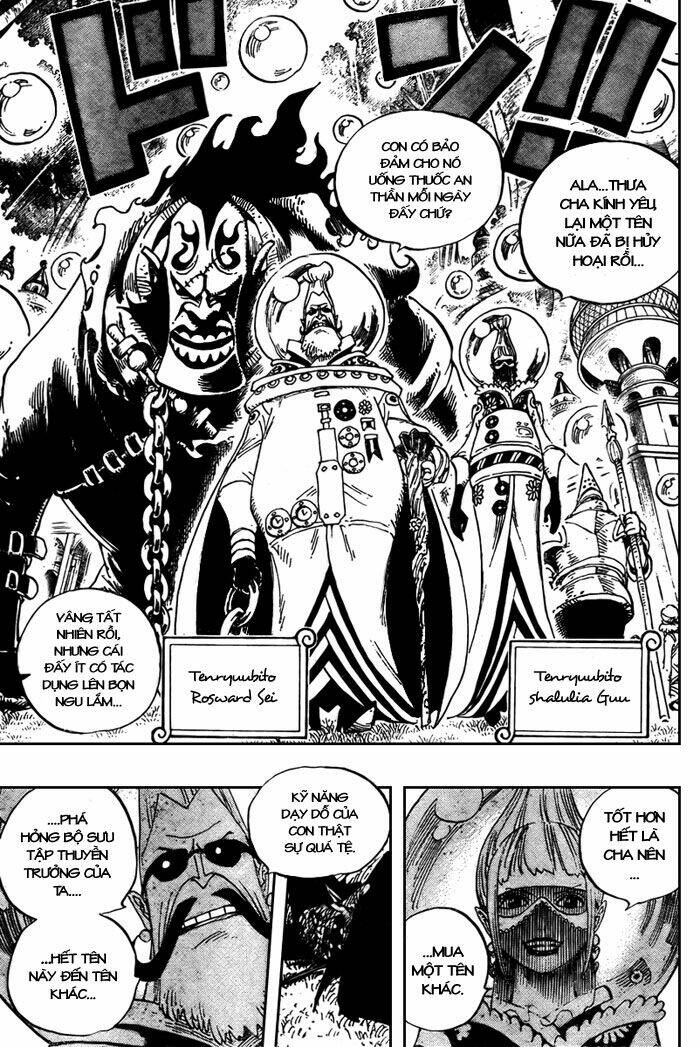 ドン!!
ALA...THƯA
CHA KÍNH YÊU,
LẠI MỘT TÊN
NỮA ĐÃ BỊ HỦY
HOẠI RỒI...
CON CÓ BẢO
ĐẢM CHO NÓ
UỐNG THUỐC AN
THẦN MỖI NGÀY
ĐẤY CHỨ?
VÂNG TẤT
NHIÊN RỒI,
NHƯNG CÁI
ĐẤY ÍT CÓ TÁC
DỤNG LÊN BỌN
NGU LẮM...
Tenryuubito
Rosward Sei
Tenryuubito
shalulia Guu
TỐT HƠN
HẾT LÀ
CHA NÊN
...
...MUA
MỘT TÊN
KHÁC.
KỸ NĂNG
DẠY DỖ CỦA
CON THẬT
SỰ QUÁ TỆ.
....PHÁ
HỎNG BỘ SƯU
TẬP THUYỀN
TRƯỞNG CỦA
TA....
...HẾT TÊN
NÀY ĐẾN TÊN
KHÁC...